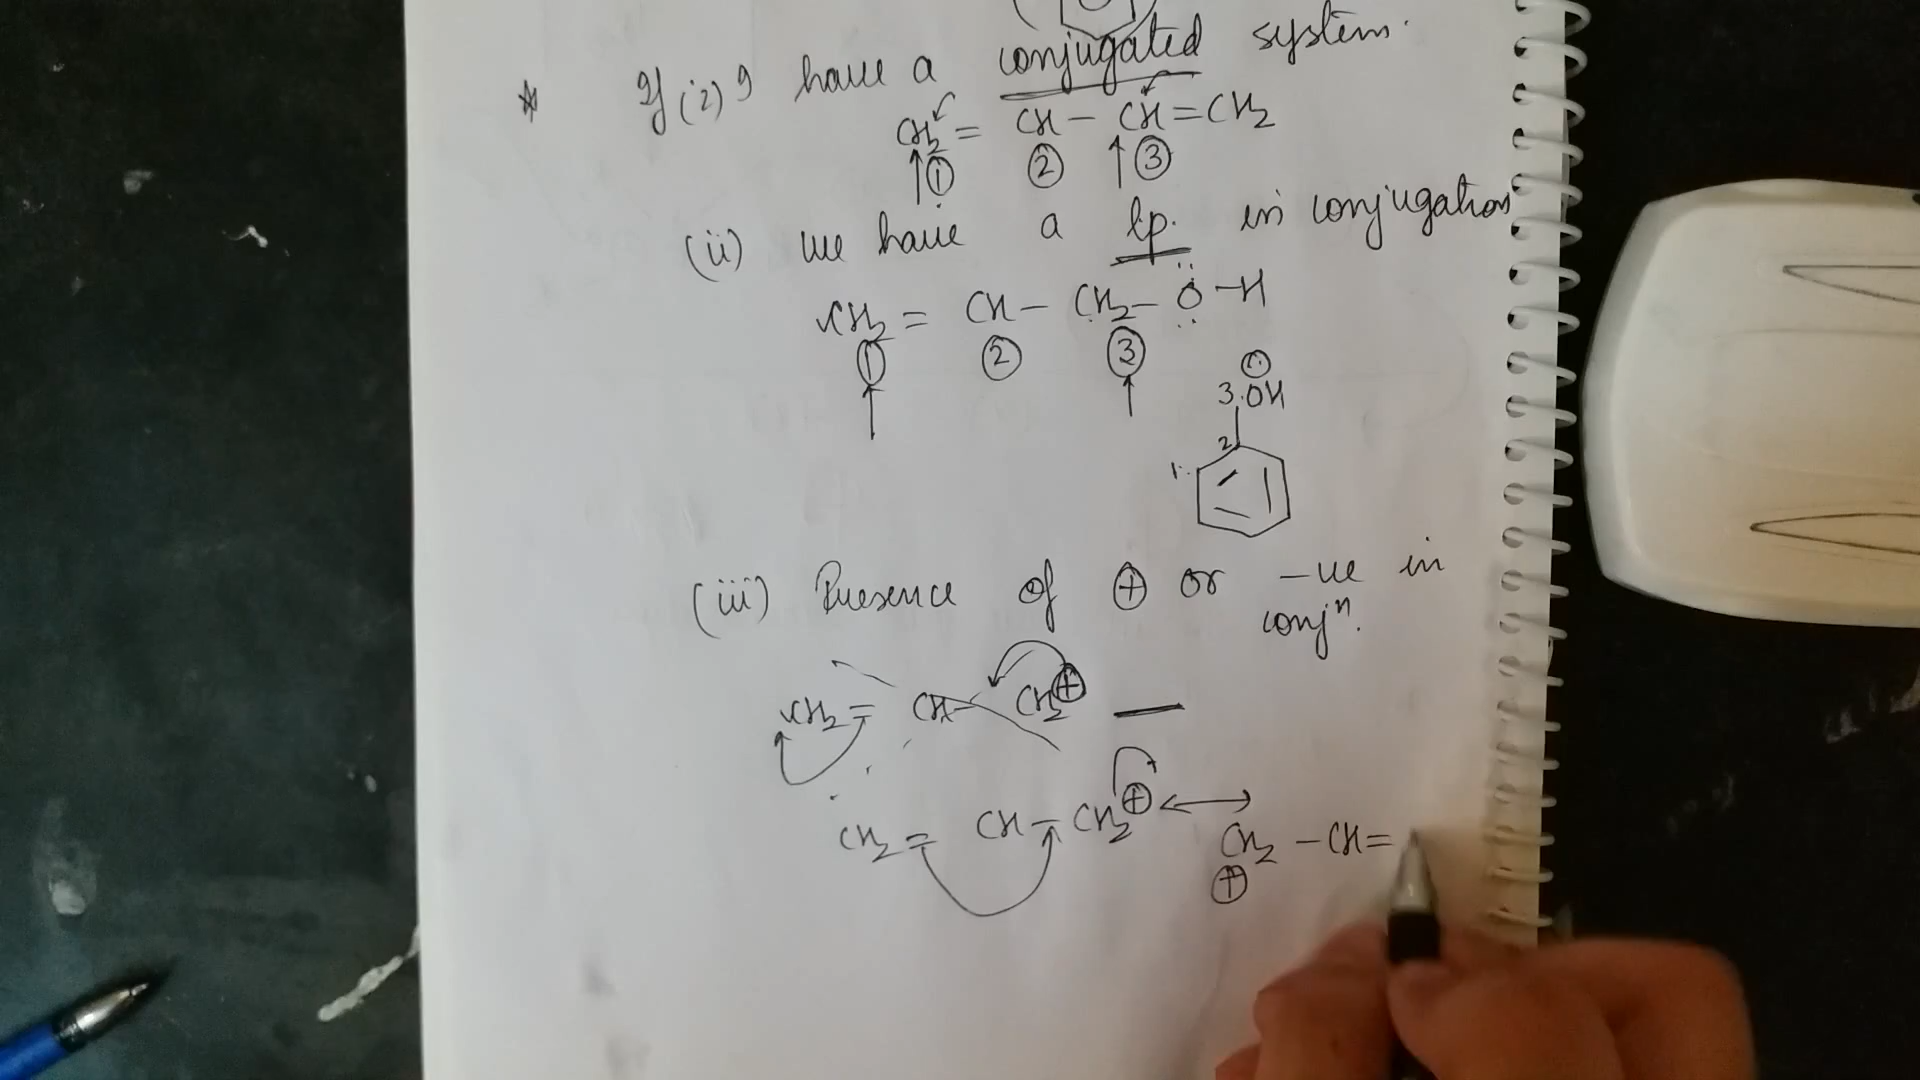 * If (i) I have a conjugated system.
CH2 = CH - CH = CH2
↑① ② ↑③
(ii) we have a lp. in conjugation
CH2 = CH - CH2 - Ö - H
① ② ③
3. ÖH
2
1.
(iii) Presence of ⊕ or -ve in
conjⁿ.
CH2 = CH - CH2⊕
CH2 = CH - CH2⊕ ↔
CH2 - CH =
⊕